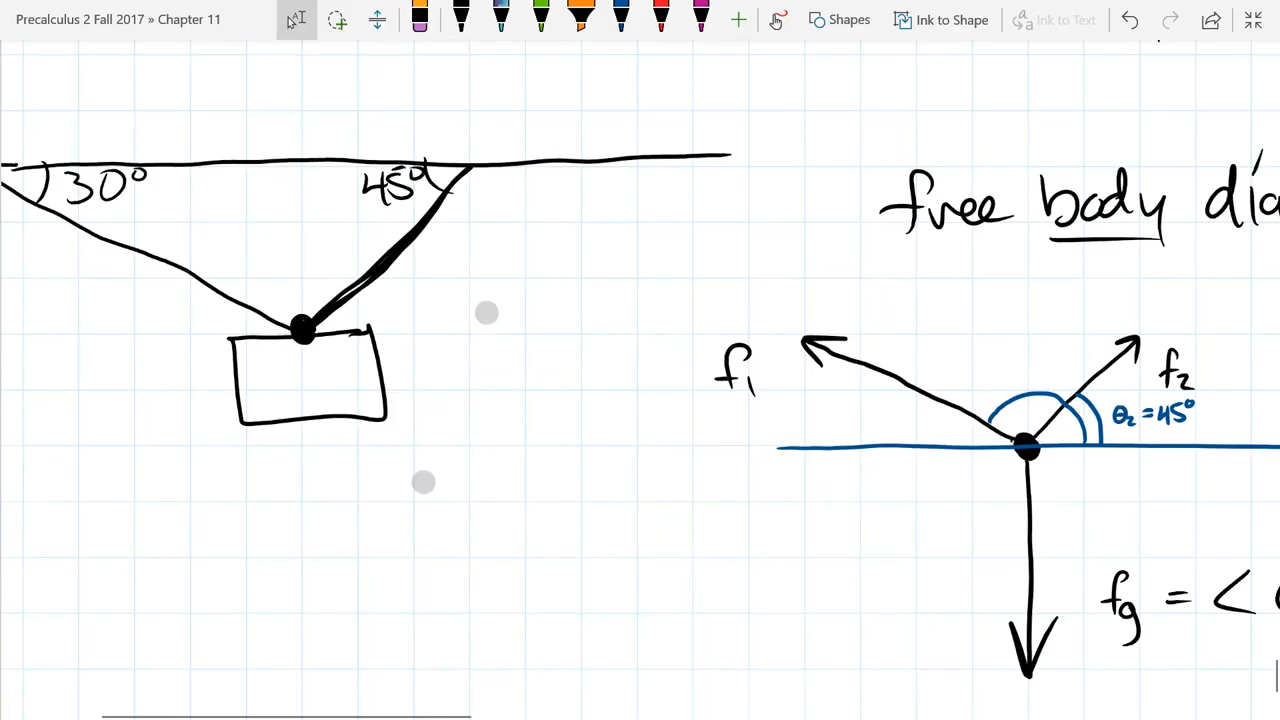 Precalculus 2 Fall 2017 » Chapter 11
Shapes
Ink to Shape
Ink to Text
30° 45°
free body dia
f₁
f₂
θ₂ = 45°
fg = <